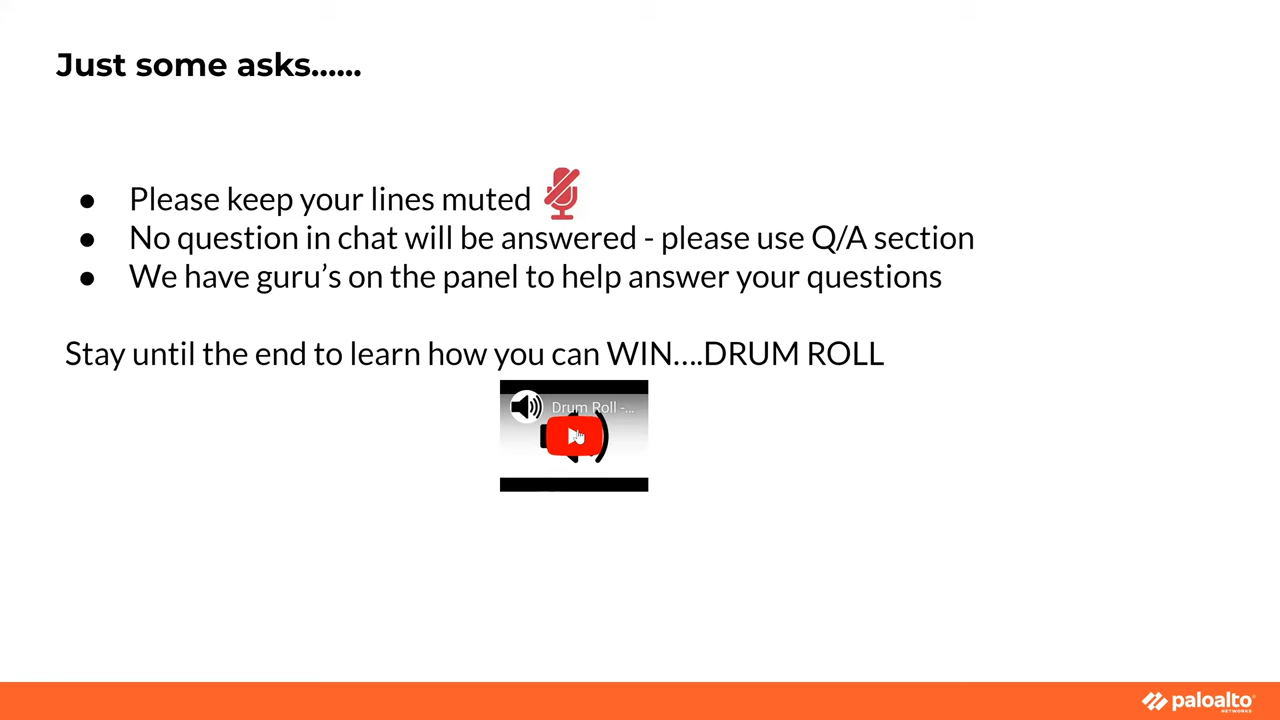 Just some asks......
● Please keep your lines muted
● No question in chat will be answered - please use Q/A section
● We have guru’s on the panel to help answer your questions
Stay until the end to learn how you can WIN….DRUM ROLL
Drum Roll -...
paloalto
NETWORKS